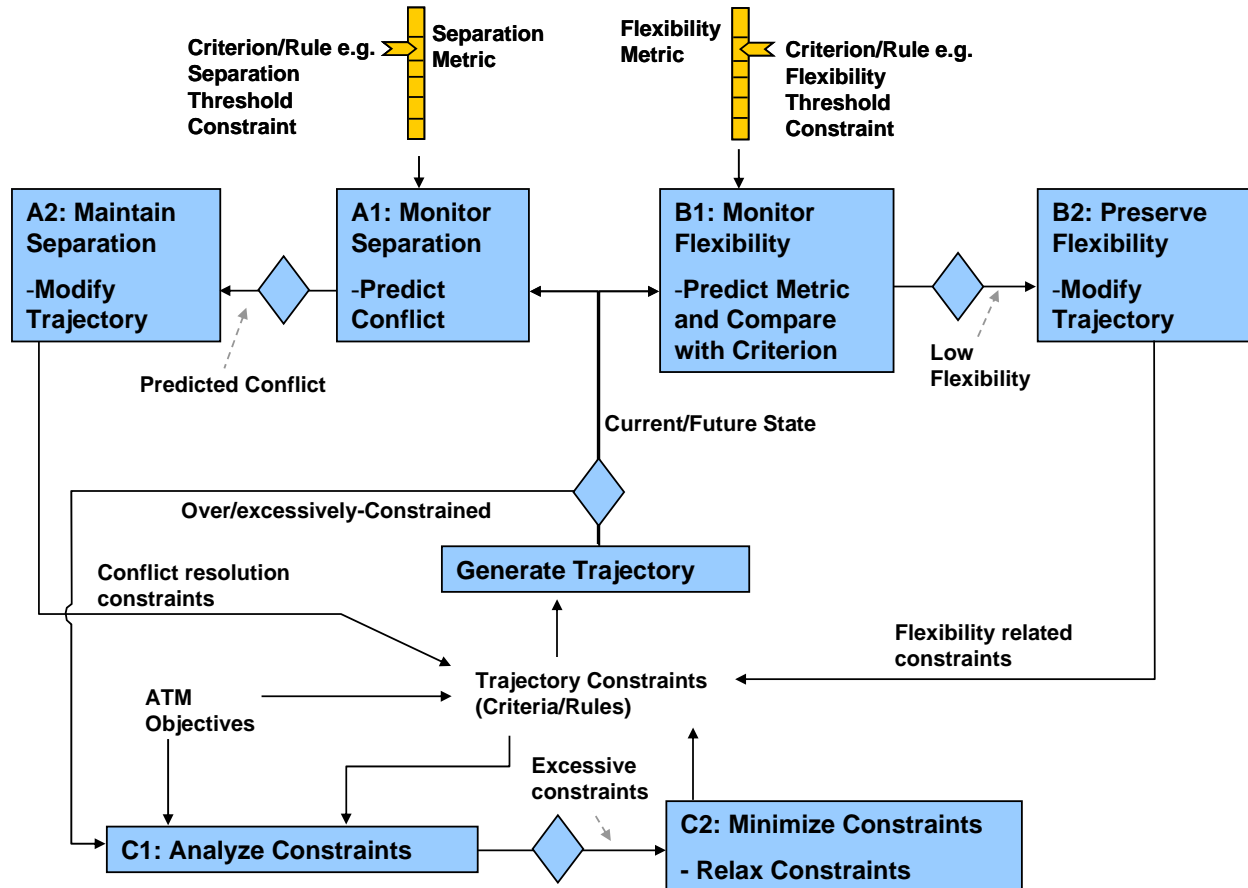 Criterion/Rule e.g.
Separation
Threshold
Constraint
Separation
Metric
Flexibility
Metric
Criterion/Rule e.g.
Flexibility
Threshold
Constraint
A2: Maintain
Separation
-Modify
Trajectory
A1: Monitor
Separation
-Predict
Conflict
B1: Monitor
Flexibility
-Predict Metric
and Compare
with Criterion
B2: Preserve
Flexibility
-Modify
Trajectory
Predicted Conflict
Low
Flexibility
Current/Future State
Over/excessively-Constrained
Generate Trajectory
Conflict resolution
constraints
Flexibility related
constraints
Trajectory Constraints
(Criteria/Rules)
ATM
Objectives
Excessive
constraints
C1: Analyze Constraints
C2: Minimize Constraints
- Relax Constraints